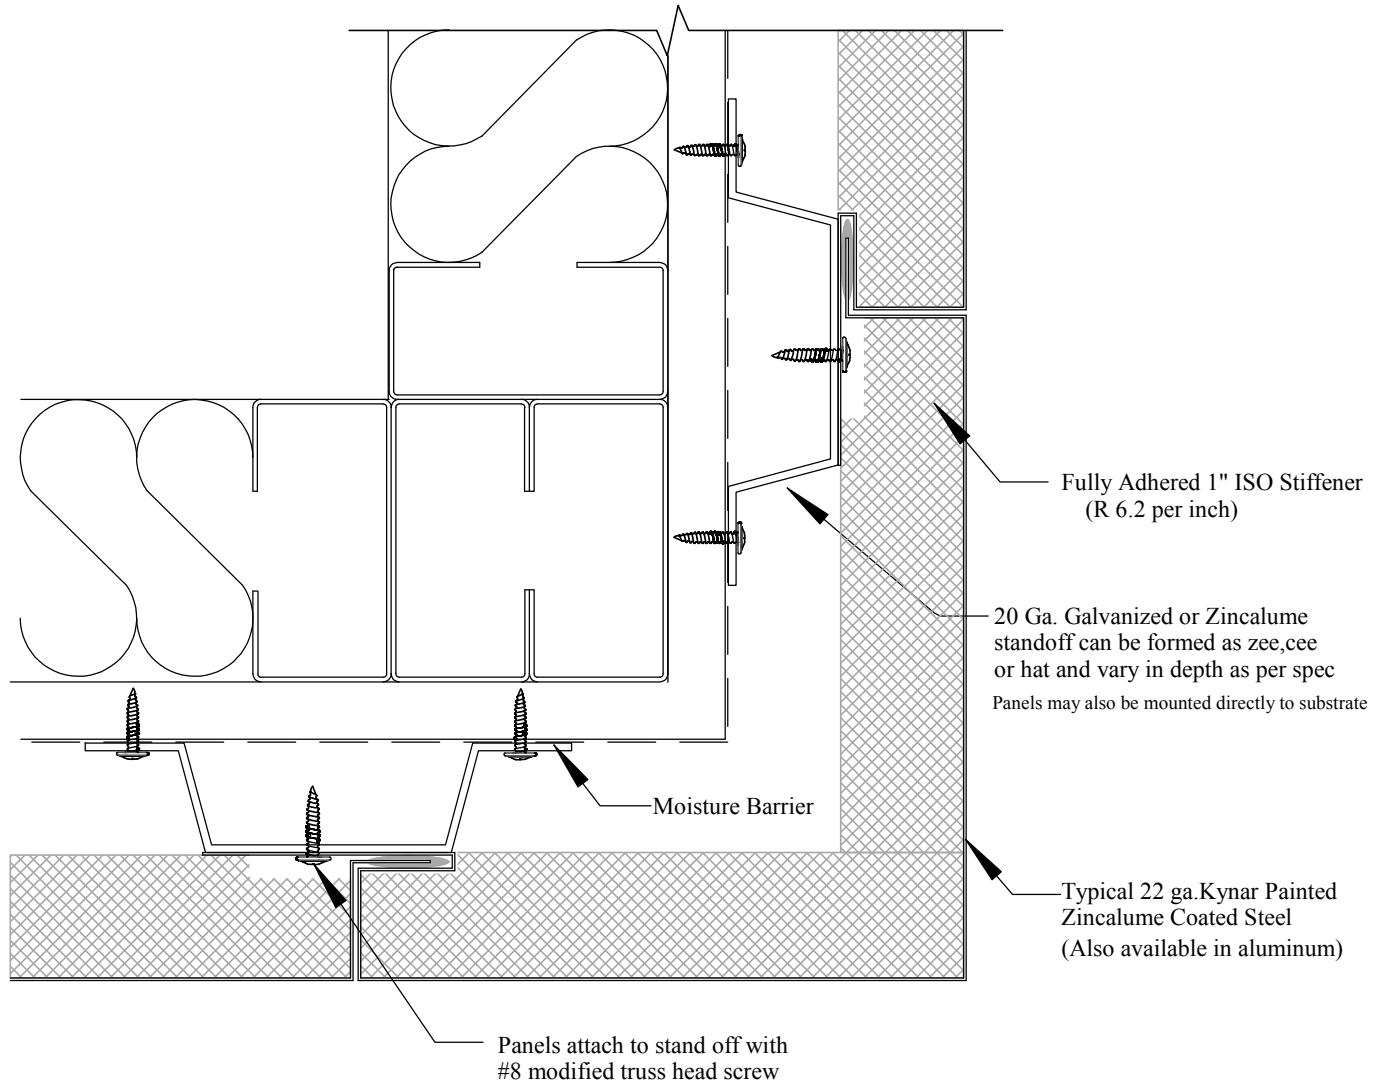 Fully Adhered 1" ISO Stiffener
(R 6.2 per inch)
20 Ga. Galvanized or Zincalume
standoff can be formed as zee,cee
or hat and vary in depth as per spec
Panels may also be mounted directly to substrate
Moisture Barrier
Typical 22 ga.Kynar Painted
Zincalume Coated Steel
(Also available in aluminum)
Panels attach to stand off with
#8 modified truss head screw